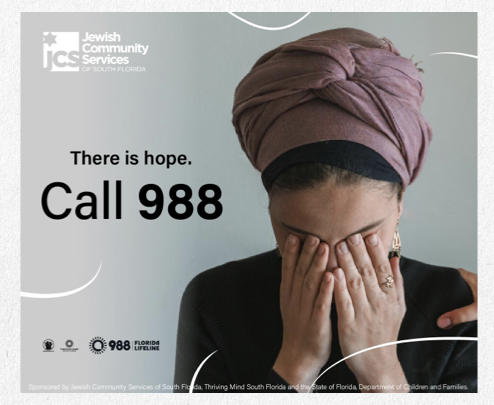 jcs
Jewish
Community
Services
OF SOUTH FLORIDA
There is hope.
Call 988
988 FLORIDA
LIFELINE
Sponsored by Jewish Community Services of South Florida, Thriving Mind South Florida and the State of Florida, Department of Children and Families.